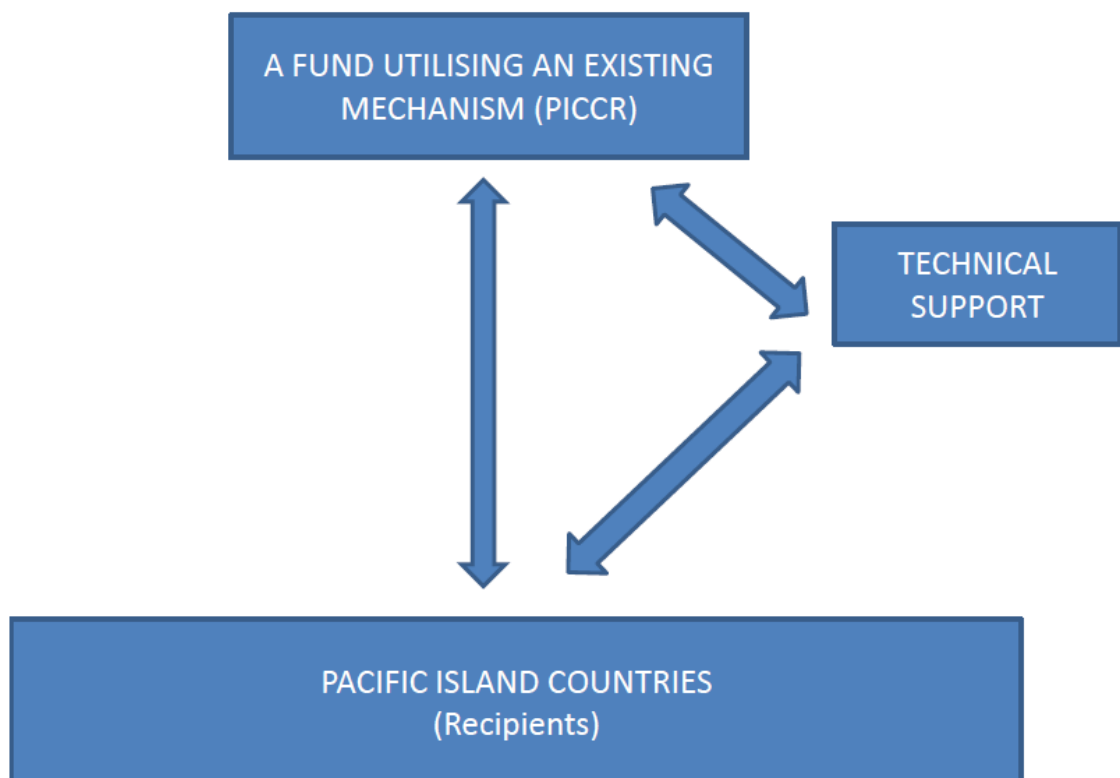 A FUND UTILISING AN EXISTING
MECHANISM (PICCR)
TECHNICAL
SUPPORT
PACIFIC ISLAND COUNTRIES
(Recipients)